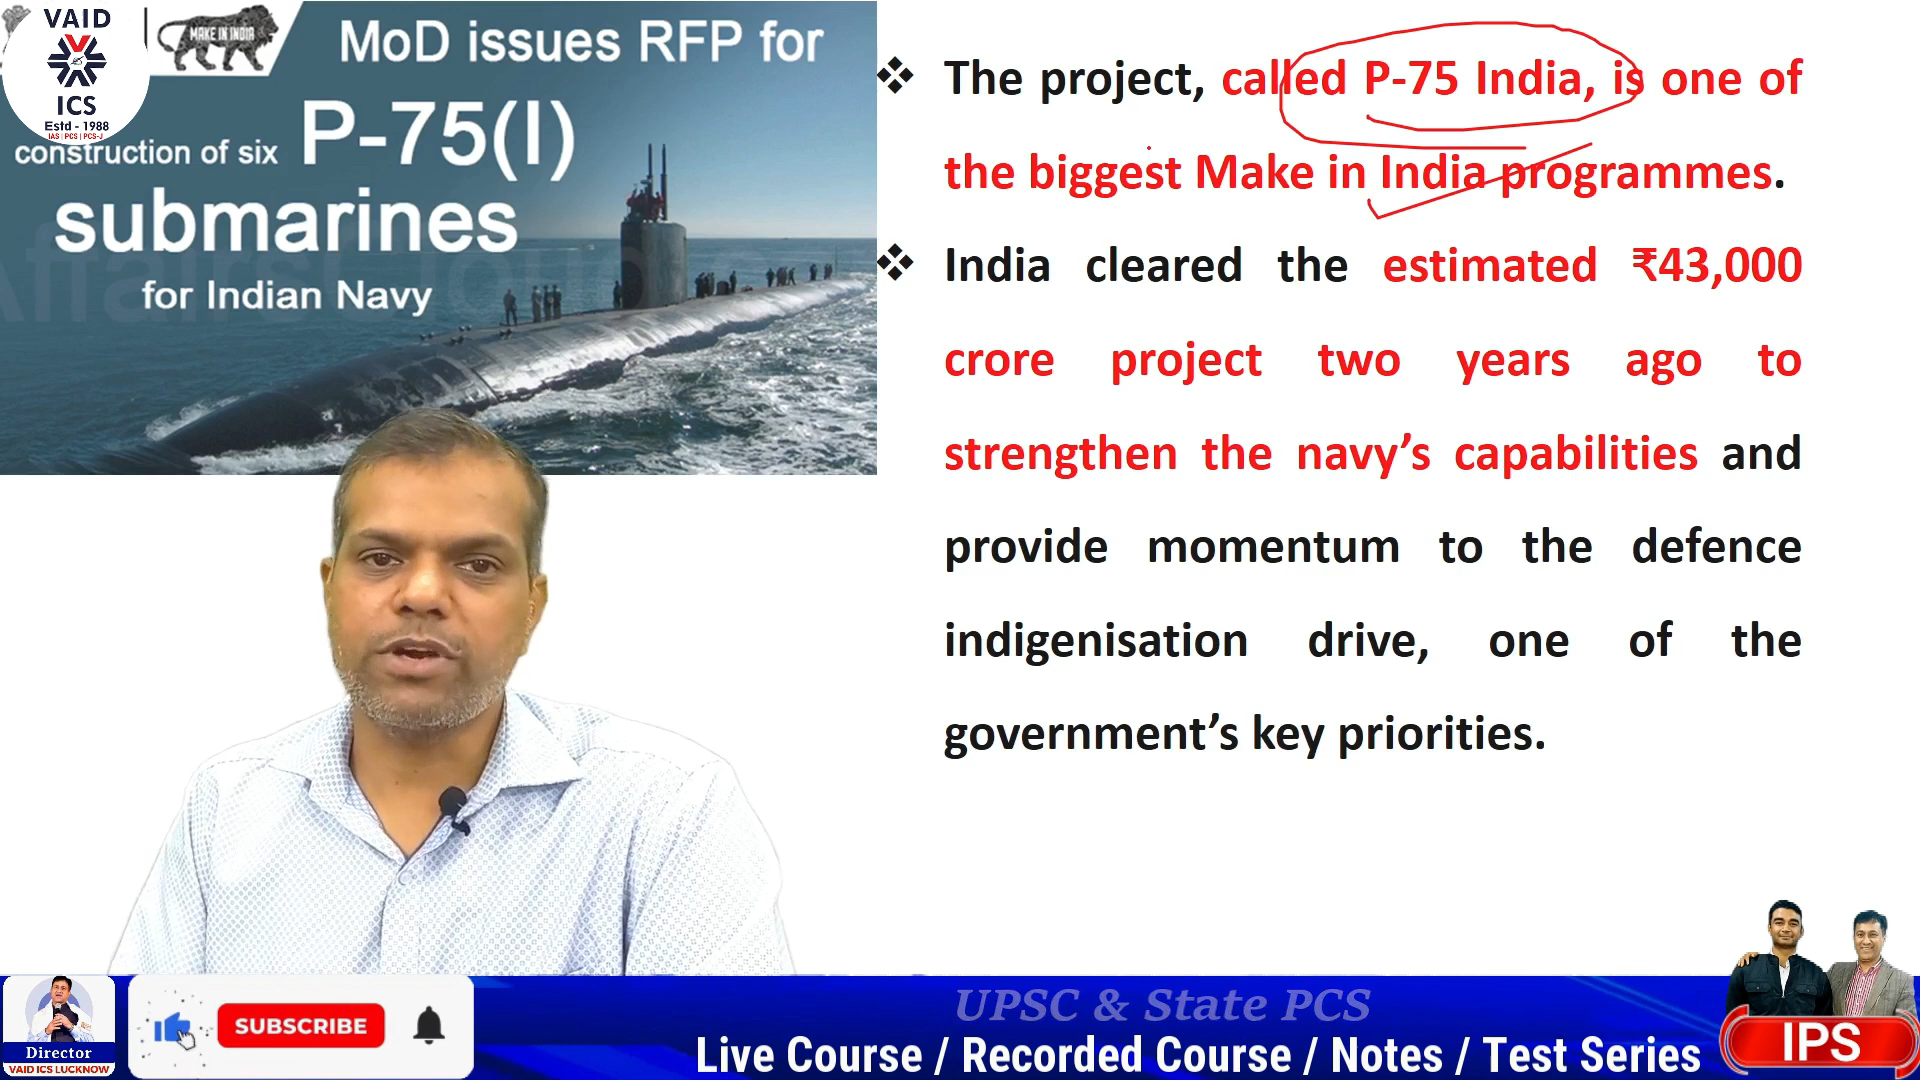 VAID
ICS
Estd - 1988
IAS | PCS | PCS-J
MAKE IN INDIA
MoD issues RFP for
construction of six P-75(I)
submarines
for Indian Navy
❖ The project, called P-75 India, is one of
the biggest Make in India programmes.
❖ India cleared the estimated ₹43,000
crore project two years ago to
strengthen the navy’s capabilities and
provide momentum to the defence
indigenisation drive, one of the
government’s key priorities.
Director
VAID ICS LUCKNOW
SUBSCRIBE
UPSC & State PCS
Live Course / Recorded Course / Notes / Test Series
IPS